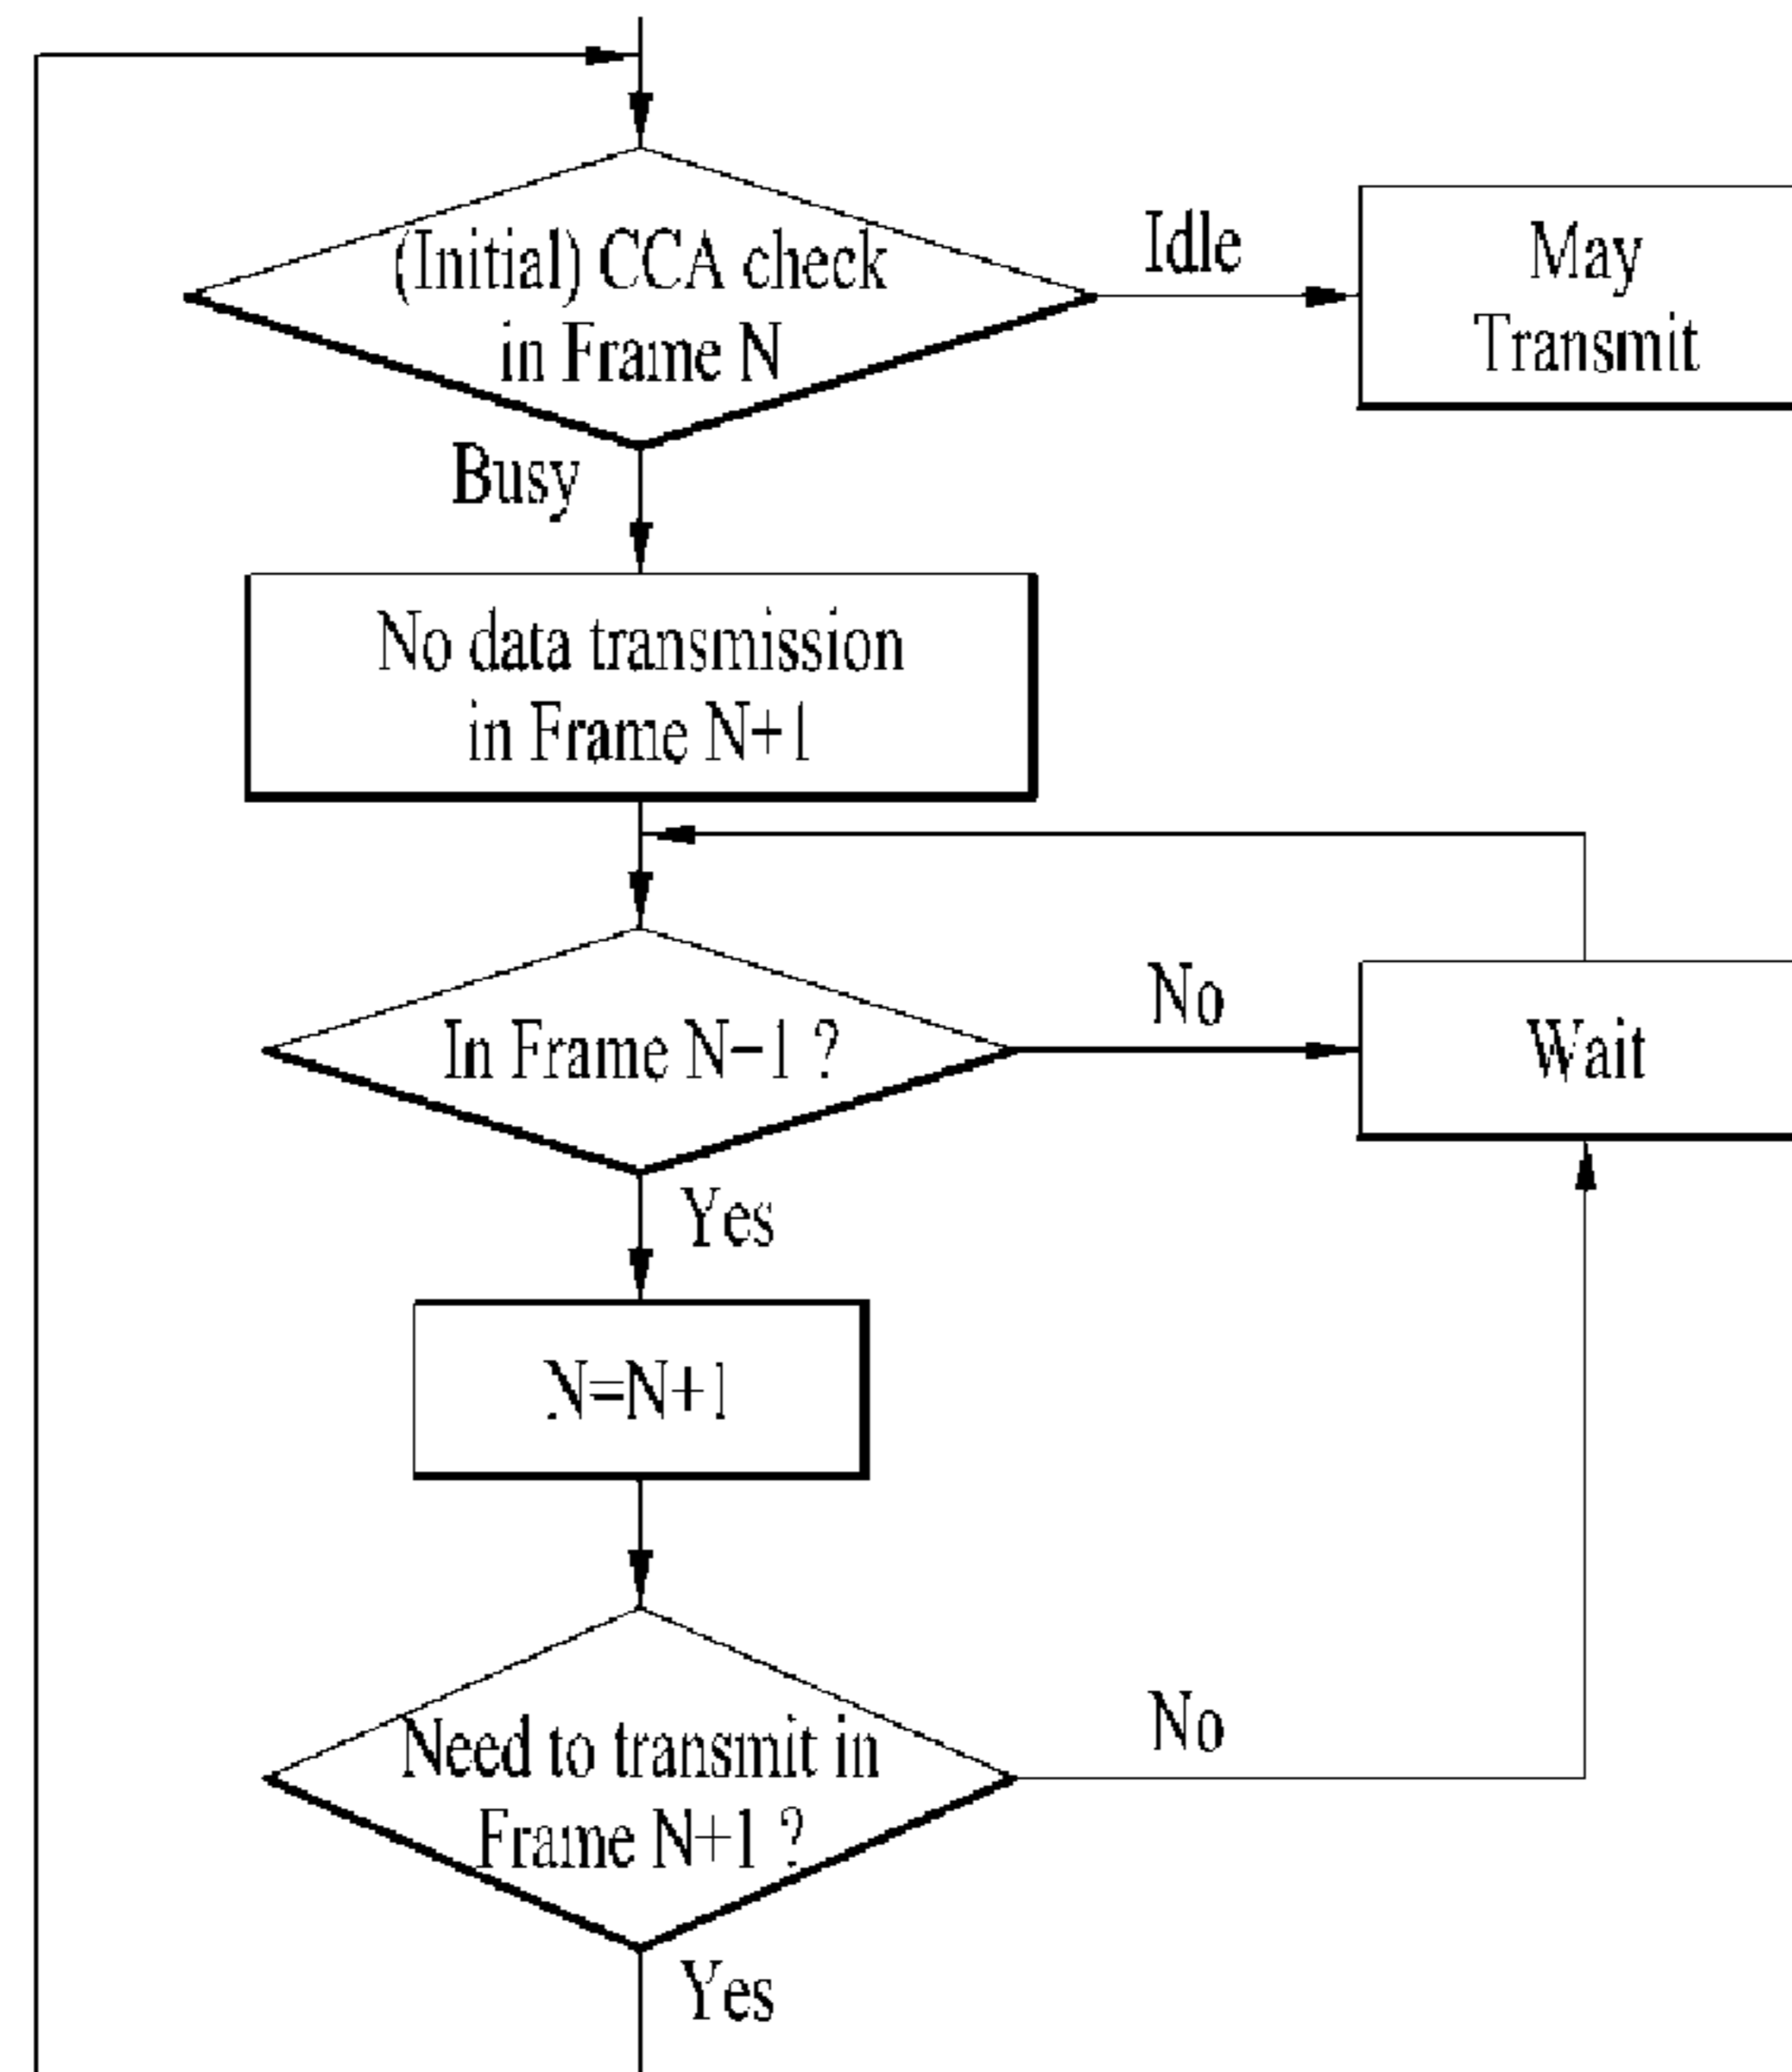 (Initial) CCA check
in Frame N
Idle
May
Transmit
Busy
No data transmission
in Frame N+1
In Frame N−1 ?
No
Wait
Yes
N=N+1
Need to transmit in
Frame N+1 ?
No
Yes